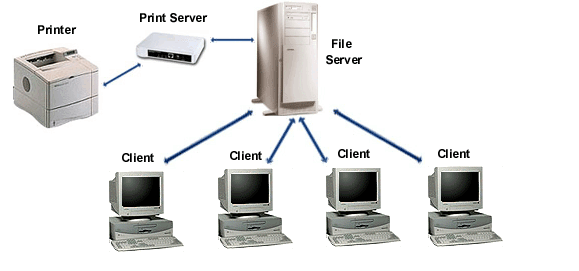 Print Server
Printer
File
Server
Client
Client
Client
Client